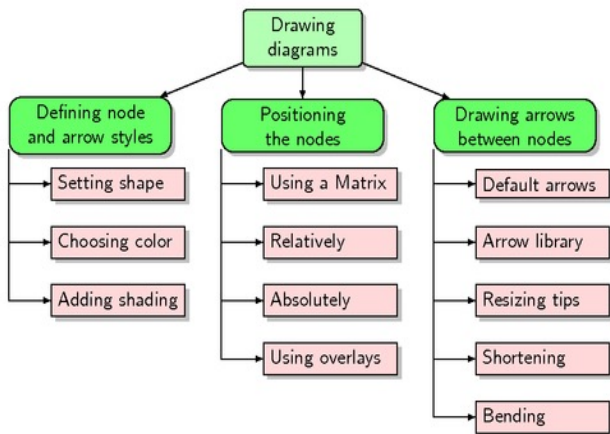 Drawing
diagrams
Defining node
and arrow styles
Setting shape
Choosing color
Adding shading
Positioning
the nodes
Using a Matrix
Relatively
Absolutely
Using overlays
Drawing arrows
between nodes
Default arrows
Arrow library
Resizing tips
Shortening
Bending